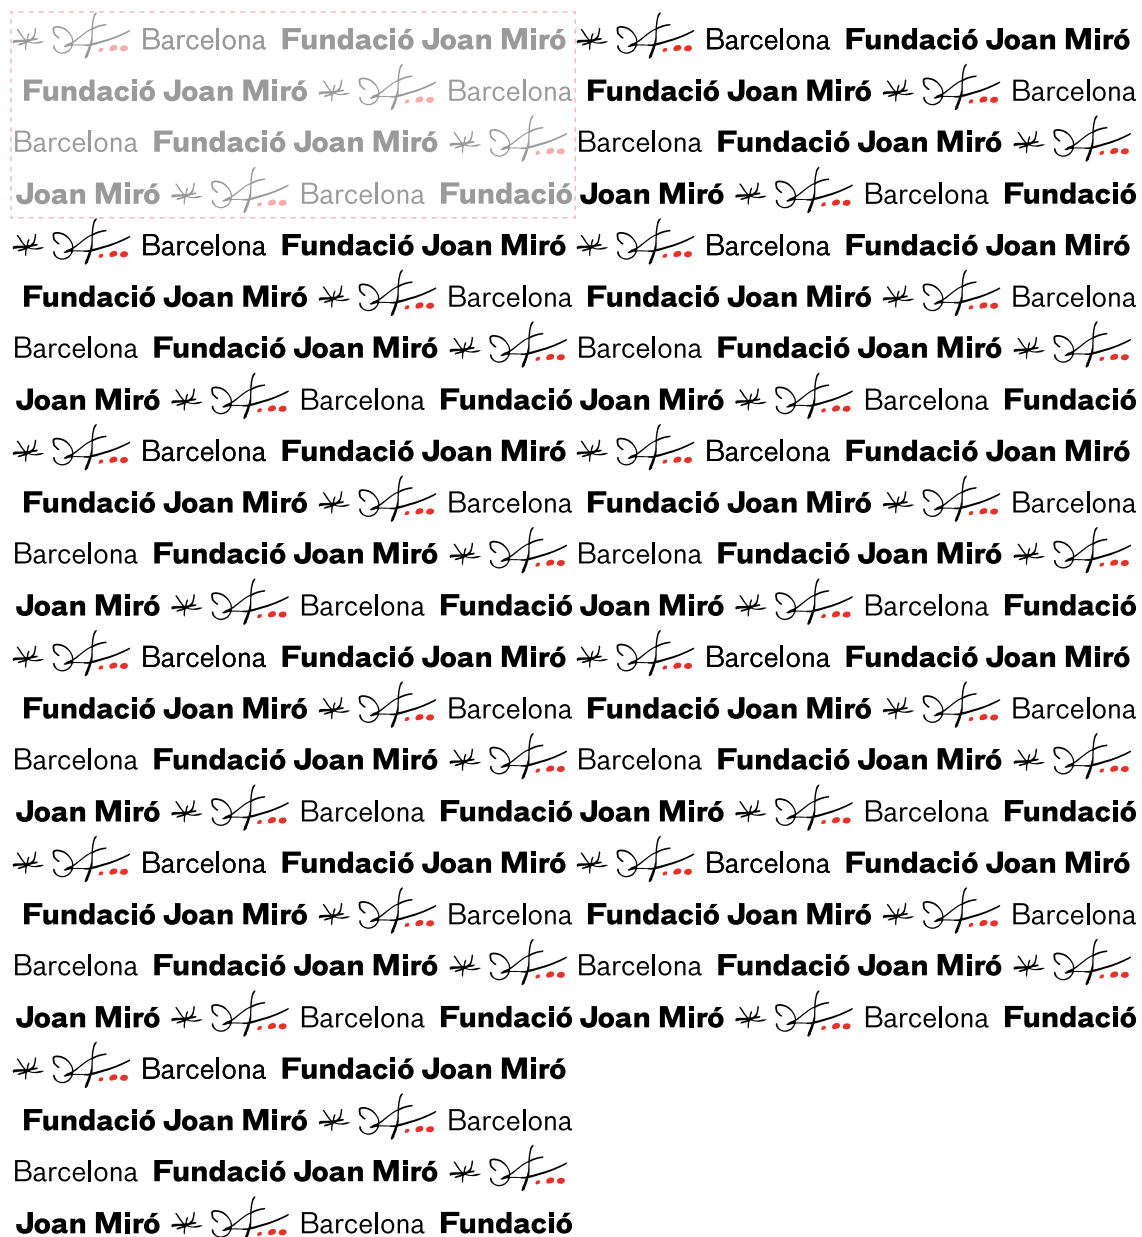 Barcelona Fundació Joan Miró Barcelona Fundació Joan Miró
Fundació Joan Miró Barcelona Fundació Joan Miró Barcelona
Barcelona Fundació Joan Miró Barcelona Fundació Joan Miró
Joan Miró Barcelona Fundació Joan Miró Barcelona Fundació
Barcelona Fundació Joan Miró Barcelona Fundació Joan Miró
Fundació Joan Miró Barcelona Fundació Joan Miró Barcelona
Barcelona Fundació Joan Miró Barcelona Fundació Joan Miró
Joan Miró Barcelona Fundació Joan Miró Barcelona Fundació
Barcelona Fundació Joan Miró Barcelona Fundació Joan Miró
Fundació Joan Miró Barcelona Fundació Joan Miró Barcelona
Barcelona Fundació Joan Miró Barcelona Fundació Joan Miró
Joan Miró Barcelona Fundació Joan Miró Barcelona Fundació
Barcelona Fundació Joan Miró Barcelona Fundació Joan Miró
Fundació Joan Miró Barcelona Fundació Joan Miró Barcelona
Barcelona Fundació Joan Miró Barcelona Fundació Joan Miró
Joan Miró Barcelona Fundació Joan Miró Barcelona Fundació
Barcelona Fundació Joan Miró Barcelona Fundació Joan Miró
Fundació Joan Miró Barcelona Fundació Joan Miró Barcelona
Barcelona Fundació Joan Miró Barcelona Fundació Joan Miró
Joan Miró Barcelona Fundació Joan Miró Barcelona Fundació
Barcelona Fundació Joan Miró
Fundació Joan Miró Barcelona
Barcelona Fundació Joan Miró
Joan Miró Barcelona Fundació